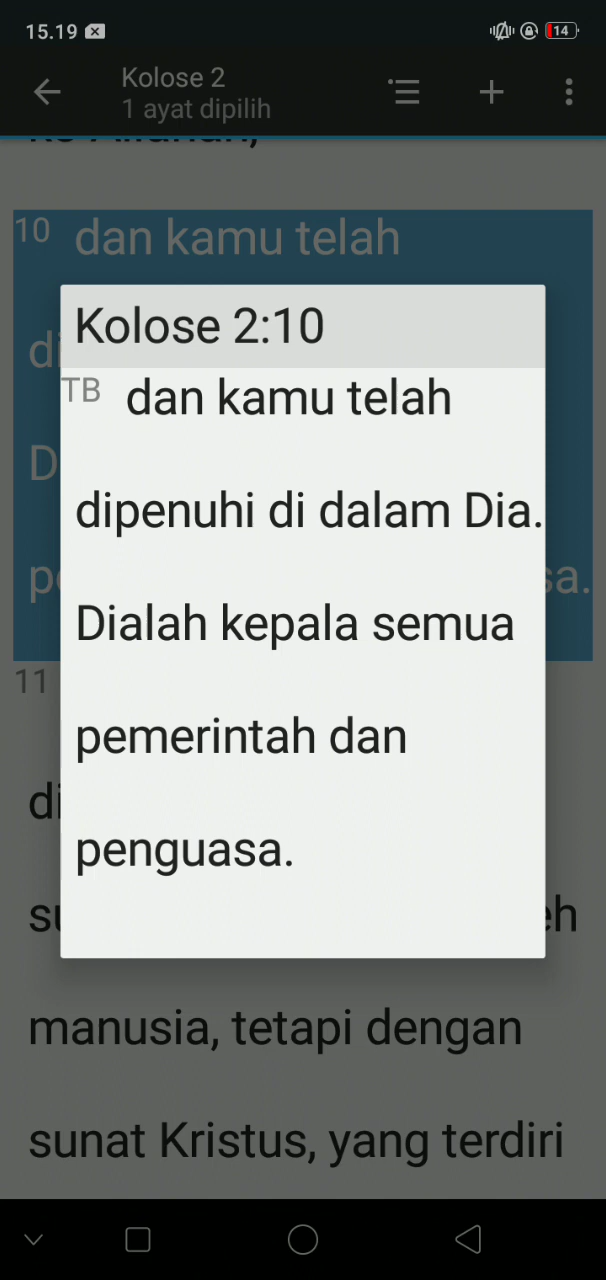 15.19
14
Kolose 2
1 ayat dipilih
10 dan kamu telah
Kolose 2:10
TB dan kamu telah
dipenuhi di dalam Dia.
Dialah kepala semua
pemerintah dan
penguasa.
11
manusia, tetapi dengan
sunat Kristus, yang terdiri